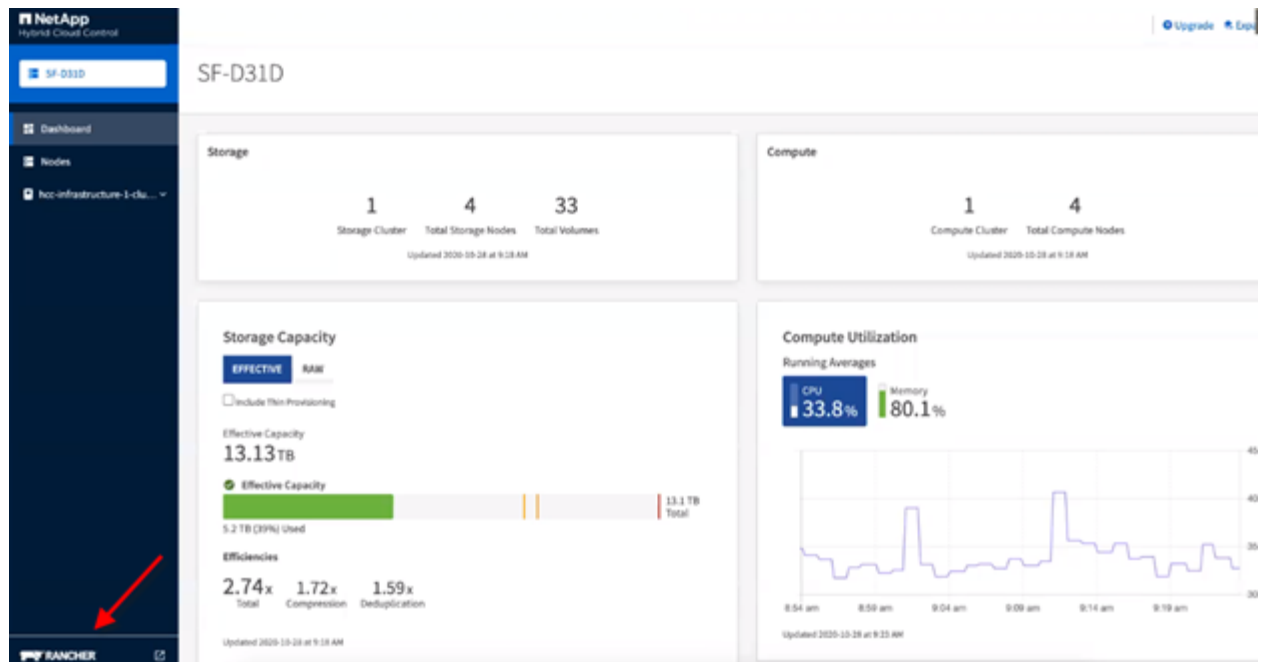 NetApp
Hybrid Cloud Control
Upgrade
SF-D31D
SF-D31D
Dashboard
Nodes
hcc-infrastructure-1-clu...
Storage
1 4 33
Storage Cluster Total Storage Nodes Total Volumes
Updated 2020-10-28 at 9:18 AM
Compute
1 4
Compute Cluster Total Compute Nodes
Updated 2020-10-28 at 9:18 AM
Storage Capacity
EFFECTIVE RAW
Include Thin Provisioning
Effective Capacity
13.13TB
Effective Capacity
13.1 TB
Total
5.2 TB (39%) Used
Efficiencies
2.74x 1.72x 1.59x
Total Compression Deduplication
Updated 2020-10-28 at 9:18 AM
Compute Utilization
Running Averages
CPU Memory
33.8% 80.1%
45
40
35
30
8:54 am 8:59 am 9:04 am 9:09 am 9:14 am 9:19 am
Updated 2020-10-28 at 9:23 AM
RANCHER